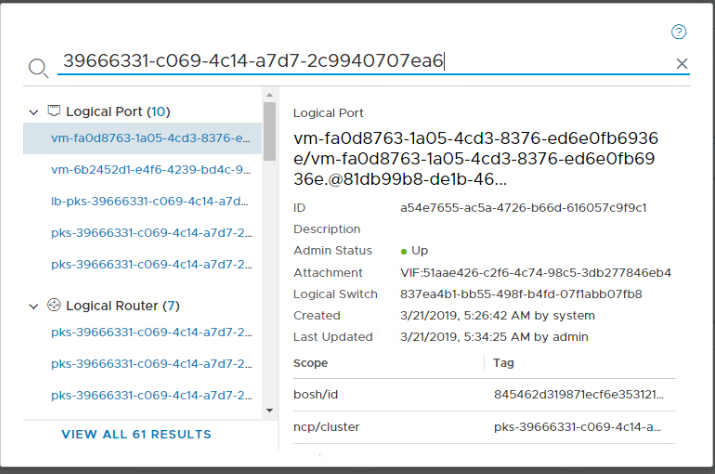 39666331-c069-4c14-a7d7-2c9940707ea6
Logical Port (10)
vm-fa0d8763-1a05-4cd3-8376-e...
vm-6b2452d1-e4f6-4239-bd4c-9...
lb-pks-39666331-c069-4c14-a7d...
pks-39666331-c069-4c14-a7d7-2...
pks-39666331-c069-4c14-a7d7-2...
Logical Router (7)
pks-39666331-c069-4c14-a7d7-2...
pks-39666331-c069-4c14-a7d7-2...
pks-39666331-c069-4c14-a7d7-2...
VIEW ALL 61 RESULTS
Logical Port
vm-fa0d8763-1a05-4cd3-8376-ed6e0fb6936
e/vm-fa0d8763-1a05-4cd3-8376-ed6e0fb69
36e.@81db99b8-de1b-46...
ID a54e7655-ac5a-4726-b66d-616057c9f9c1
Description
Admin Status Up
Attachment VIF:51aae426-c2f6-4c74-98c5-3db277846eb4
Logical Switch 837ea4b1-bb55-498f-b4fd-07f1abb07fb8
Created 3/21/2019, 5:26:42 AM by system
Last Updated 3/21/2019, 5:34:25 AM by admin
Scope Tag
bosh/id 845462d319871ecf6e353121...
ncp/cluster pks-39666331-c069-4c14-a...